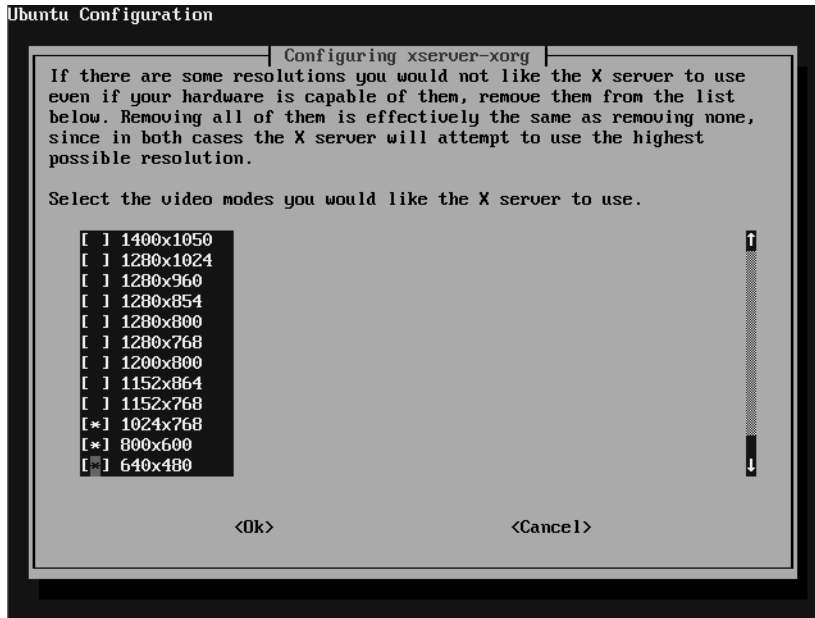 Ubuntu Configuration
Configuring xserver-xorg
If there are some resolutions you would not like the X server to use
even if your hardware is capable of them, remove them from the list
below. Removing all of them is effectively the same as removing none,
since in both cases the X server will attempt to use the highest
possible resolution.
Select the video modes you would like the X server to use.
[ ] 1400x1050
[ ] 1280x1024
[ ] 1280x960
[ ] 1280x854
[ ] 1280x800
[ ] 1280x768
[ ] 1200x800
[ ] 1152x864
[ ] 1152x768
[*] 1024x768
[*] 800x600
[*] 640x480
<Ok> <Cancel>